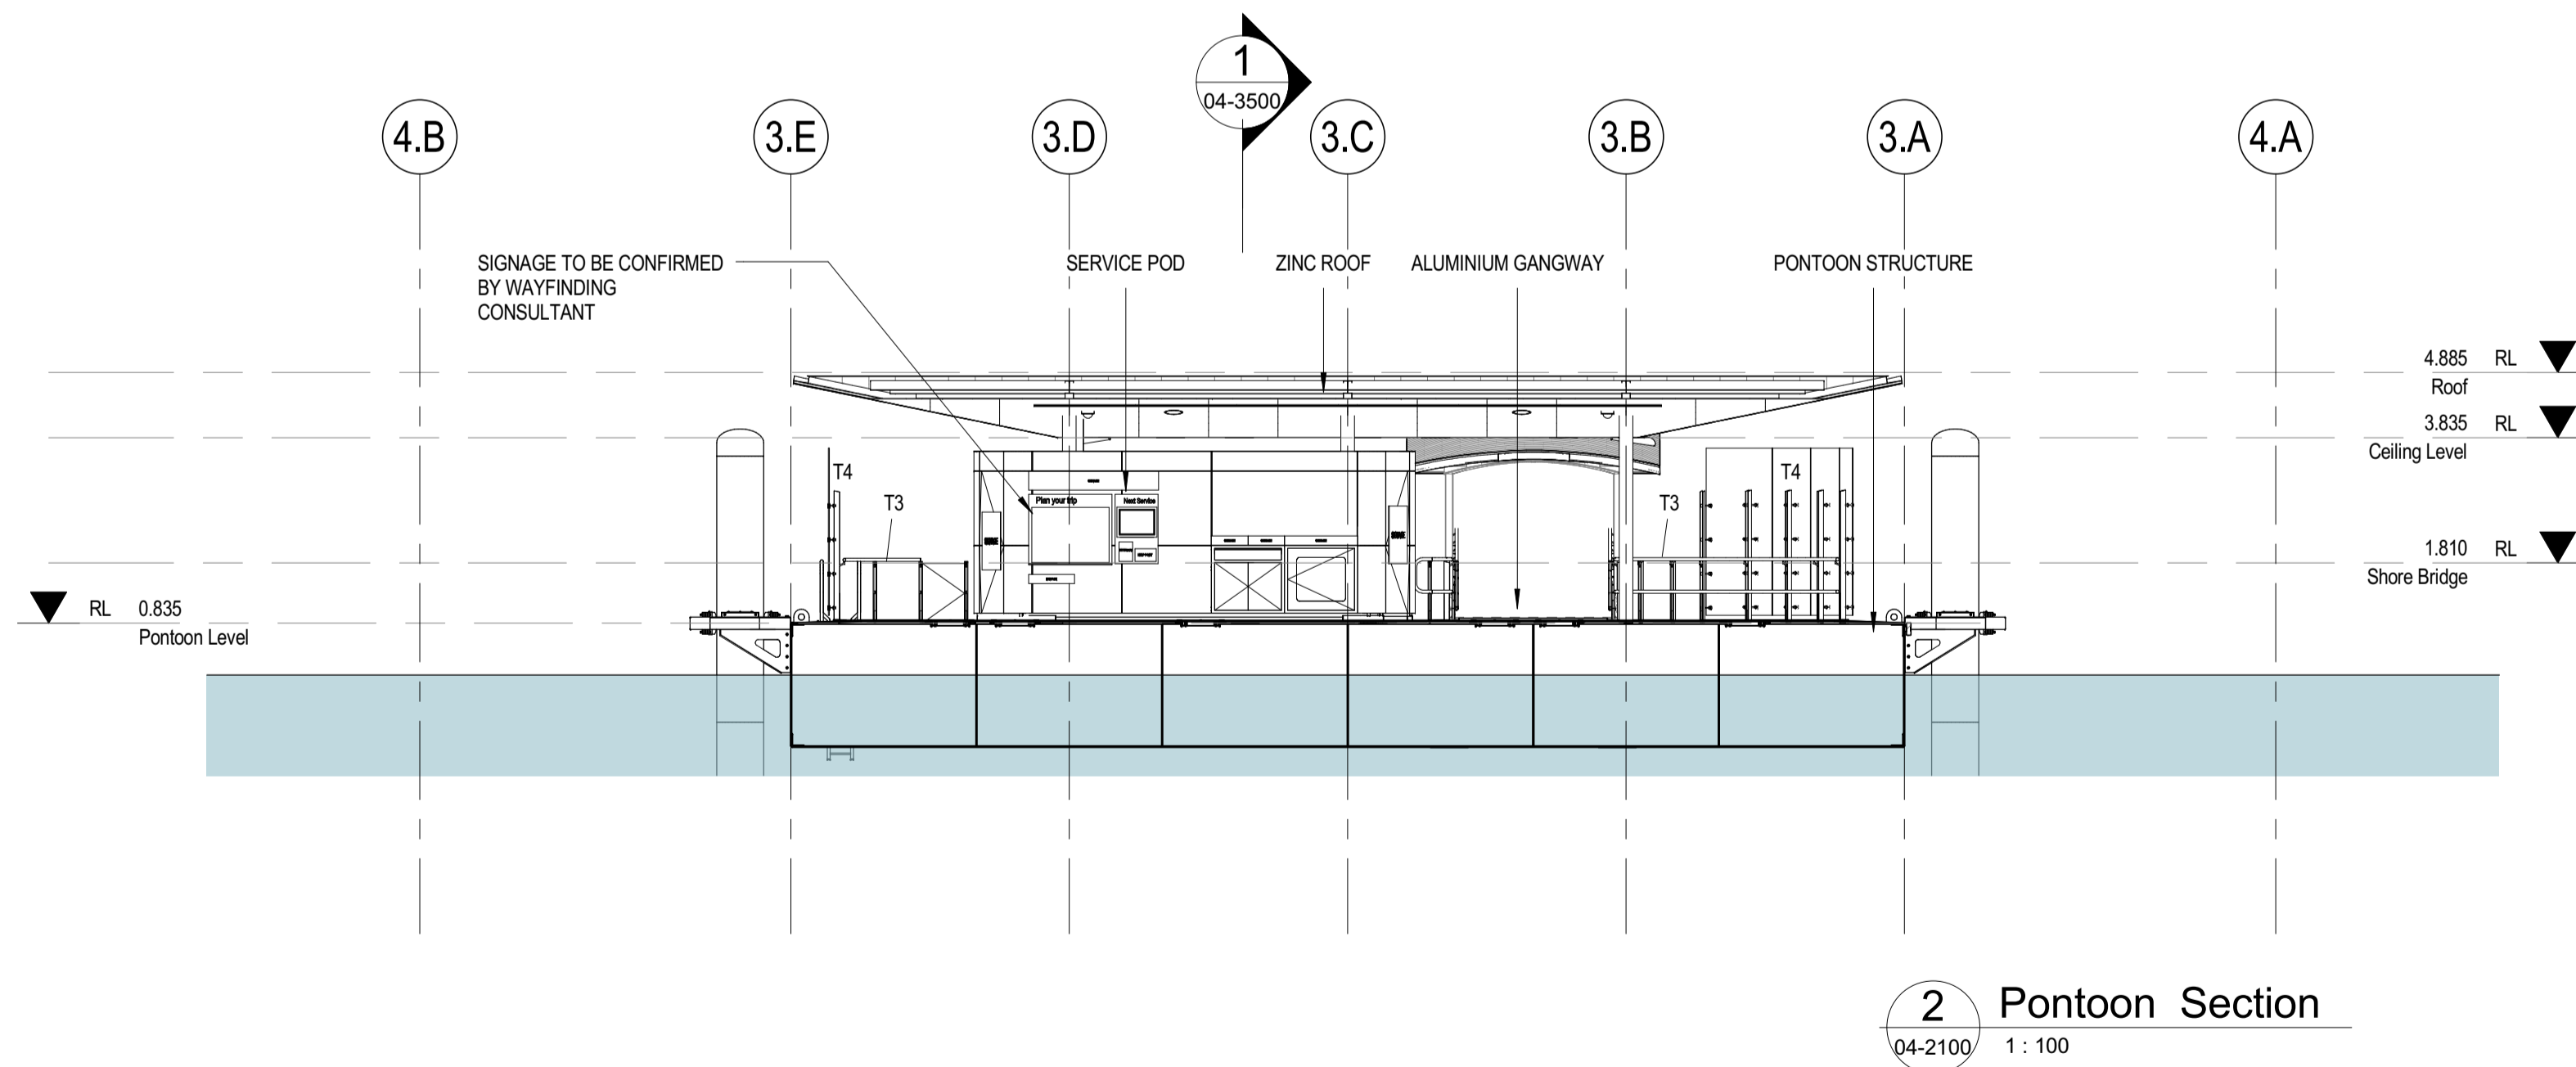 1
04-3500
4.B
3.E
3.D
3.C
3.B
3.A
4.A
SIGNAGE TO BE CONFIRMED
BY WAYFINDING
CONSULTANT
SERVICE POD
ZINC ROOF
ALUMINIUM GANGWAY
PONTOON STRUCTURE
4.885 RL
Roof
3.835 RL
Ceiling Level
T4
T3
Plan your trip
Next Service
T3
T4
1.810 RL
Shore Bridge
RL 0.835
Pontoon Level
2
04-2100
Pontoon Section
1 : 100